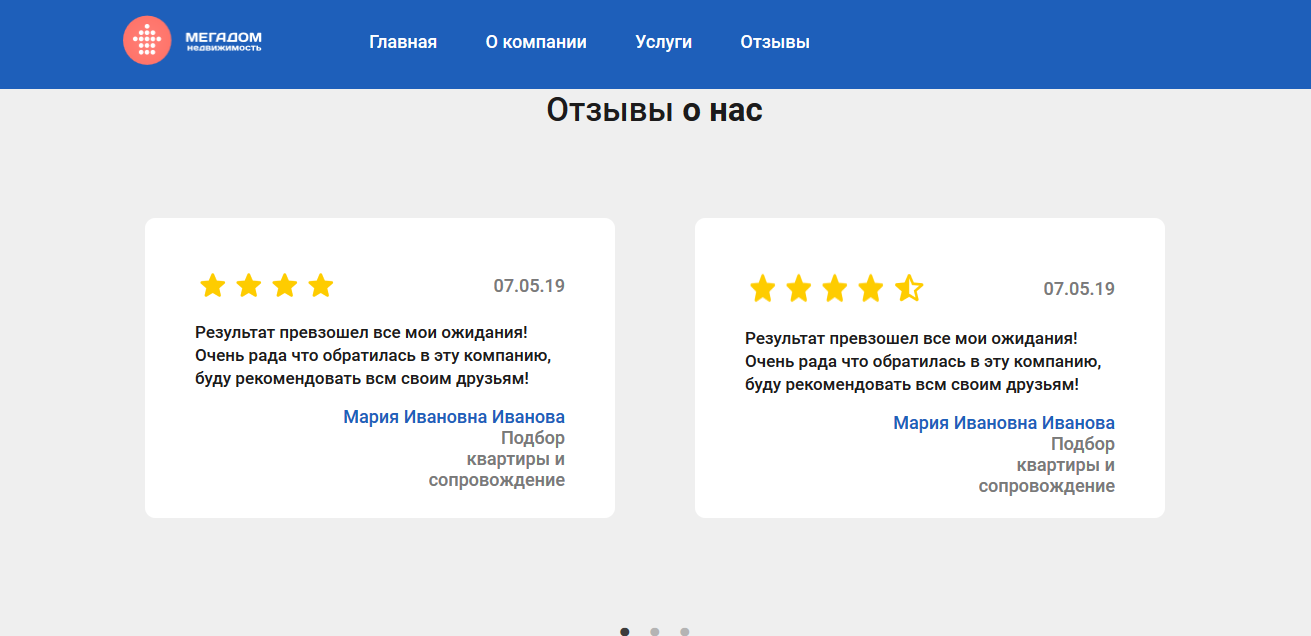 МЕГАДОМ
недвижимость
Главная
О компании
Услуги
Отзывы
Отзывы о нас
07.05.19
Результат превзошел все мои ожидания!
Очень рада что обратилась в эту компанию,
буду рекомендовать всм своим друзьям!
Мария Ивановна Иванова
Подбор
квартиры и
сопровождение
07.05.19
Результат превзошел все мои ожидания!
Очень рада что обратилась в эту компанию,
буду рекомендовать всм своим друзьям!
Мария Ивановна Иванова
Подбор
квартиры и
сопровождение